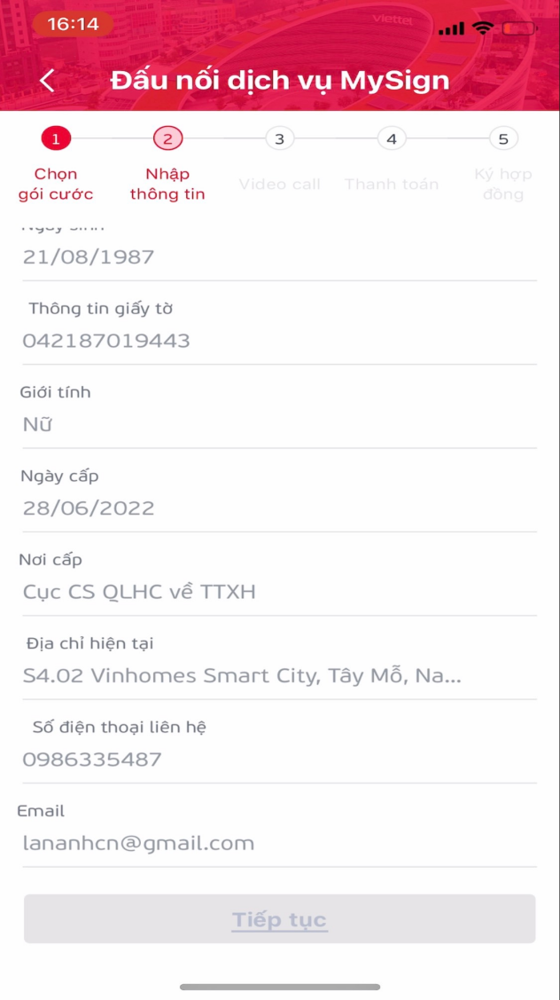 16:14
viettel
Đấu nối dịch vụ MySign
1
2
3
4
5
Chọn
gói cước
Nhập
thông tin
Video call
Thanh toán
Ký hợp
đồng
Ngày sinh
21/08/1987
Thông tin giấy tờ
042187019443
Giới tính
Nữ
Ngày cấp
28/06/2022
Nơi cấp
Cục CS QLHC về TTXH
Địa chỉ hiện tại
S4.02 Vinhomes Smart City, Tây Mỗ, Na...
Số điện thoại liên hệ
0986335487
Email
lananhcn@gmail.com
Tiếp tục